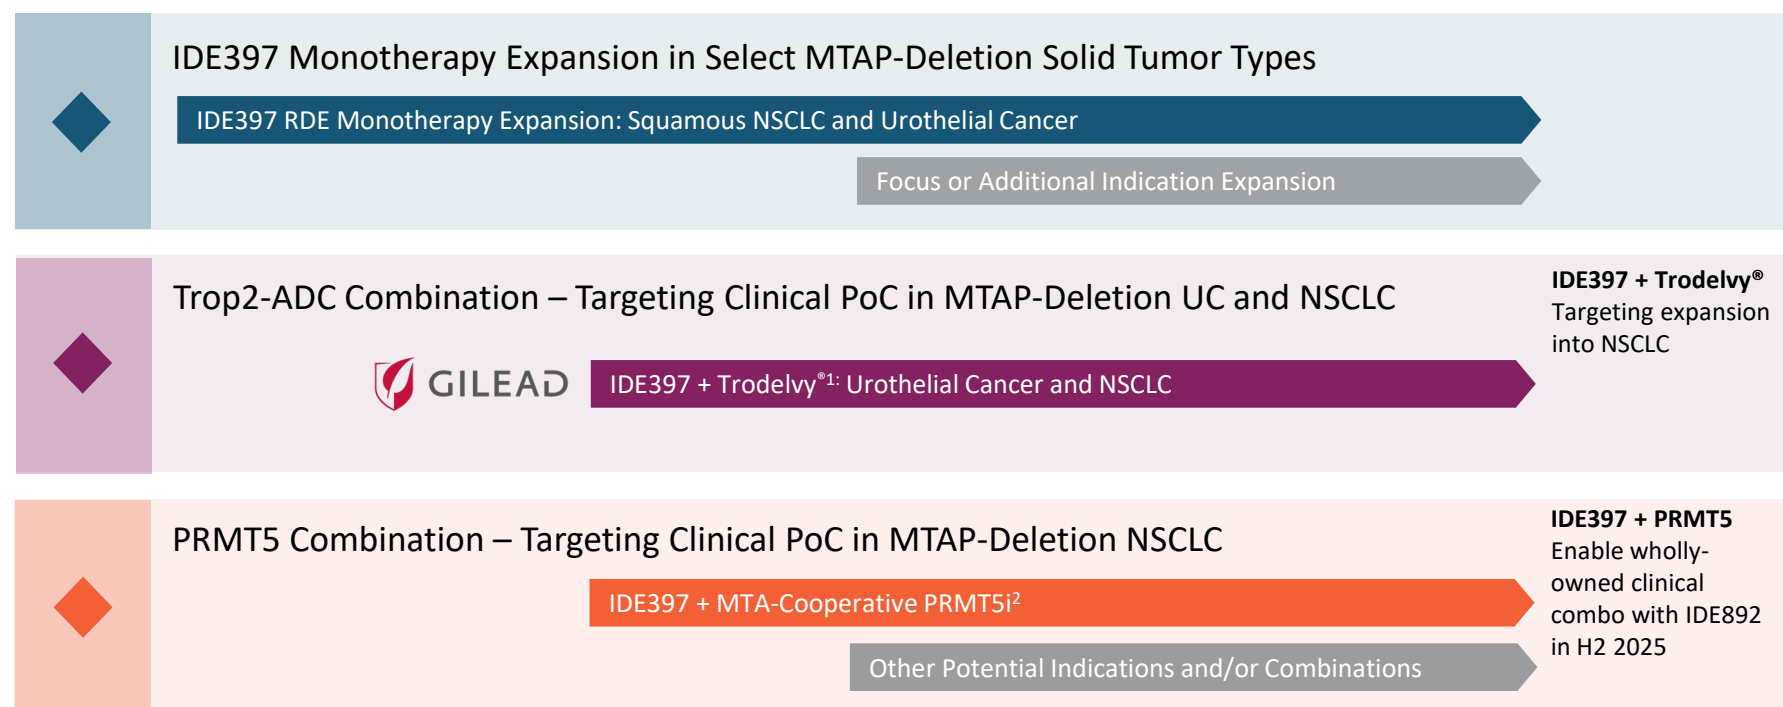 IDE397 Monotherapy Expansion in Select MTAP-Deletion Solid Tumor Types
IDE397 RDE Monotherapy Expansion: Squamous NSCLC and Urothelial Cancer
Focus or Additional Indication Expansion
Trop2-ADC Combination – Targeting Clinical PoC in MTAP-Deletion UC and NSCLC
GILEAD
IDE397 + Trodelvy®1: Urothelial Cancer and NSCLC
IDE397 + Trodelvy®
Targeting expansion
into NSCLC
PRMT5 Combination – Targeting Clinical PoC in MTAP-Deletion NSCLC
IDE397 + MTA-Cooperative PRMT5i2
Other Potential Indications and/or Combinations
IDE397 + PRMT5
Enable wholly-
owned clinical
combo with IDE892
in H2 2025